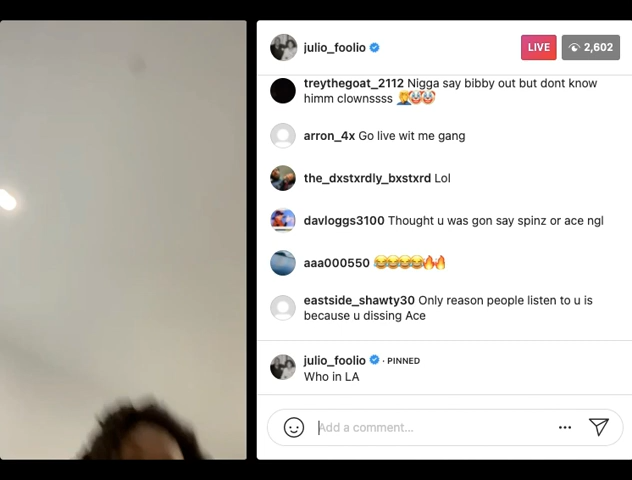 julio_foolio
LIVE
2,602
treythegoat_2112 Nigga say bibby out but dont know
himm clownssss 🤦🤡🤡
arron_4x Go live wit me gang
the_dxstxrdly_bxstxrd Lol
davloggs3100 Thought u was gon say spinz or ace ngl
aaa000550 😂😂😂😂🔥🔥
eastside_shawty30 Only reason people listen to u is
because u dissing Ace
julio_foolio · PINNED
Who in LA
Add a comment...